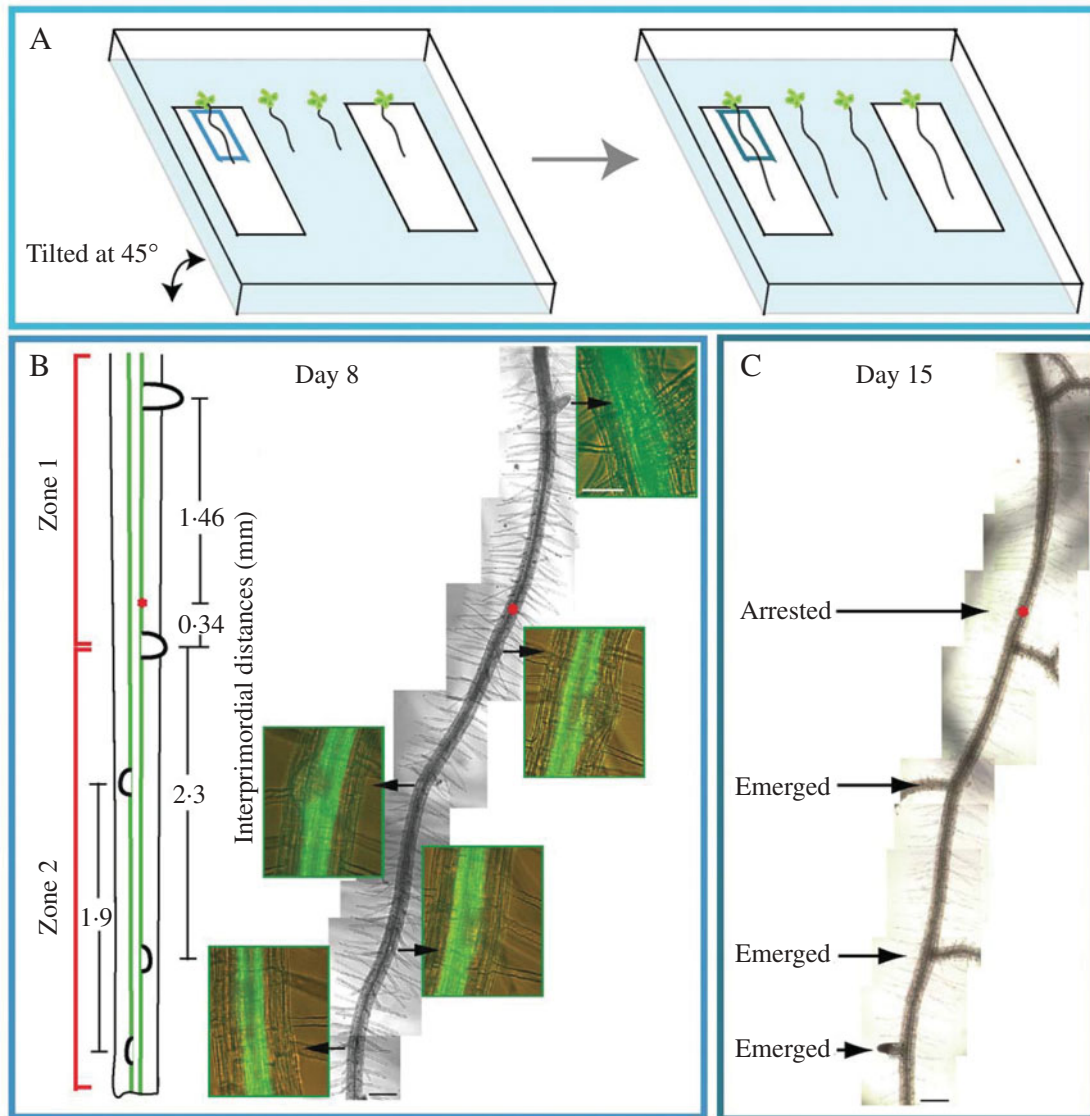 A
Tilted at 45°
B
Day 8
Zone 1
Zone 2
1·46
0·34
2·3
1·9
Interprimordial distances (mm)
C
Day 15
Arrested
Emerged
Emerged
Emerged